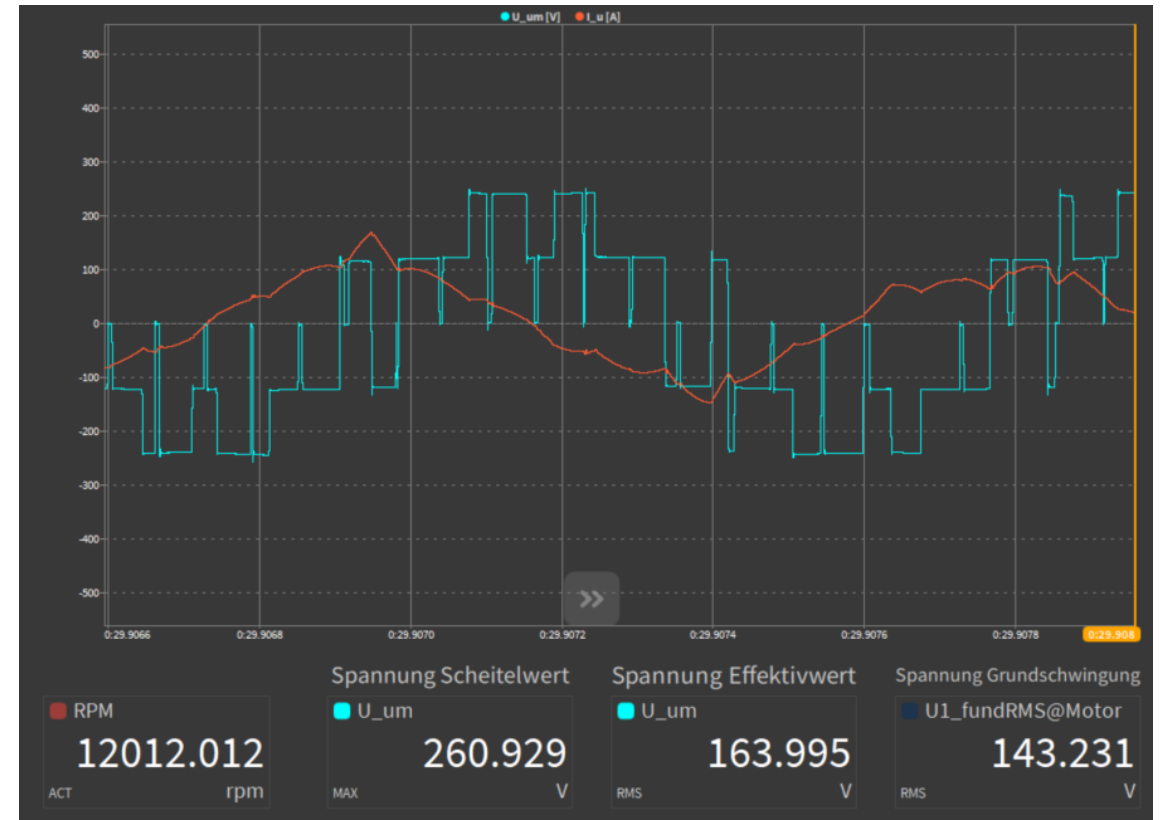 U_um [V] I_u [A]
500
400
300
200
100
0
-100
-200
-300
-400
-500
0:29.9066 0:29.9068 0:29.9070 0:29.9072 0:29.9074 0:29.9076 0:29.9078 0:29.908
Spannung Scheitelwert Spannung Effektivwert Spannung Grundschwingung
RPM U_um U_um U1_fundRMS@Motor
12012.012 260.929 163.995 143.231
ACT rpm MAX V RMS V RMS V